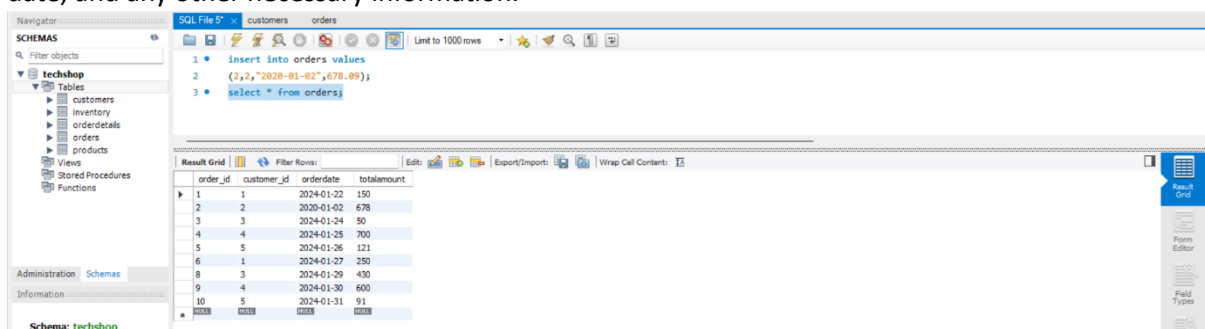 date, and any other necessary information.
Navigator
SQL File 5* × customers orders
SCHEMAS
Limit to 1000 rows
Filter objects
techshop
Tables
customers
inventory
orderdetails
orders
products
Views
Stored Procedures
Functions
1 insert into orders values
2 (2,2,"2020-01-02",678.09);
3 select * from orders;
Result Grid Filter Rows: Edit: Export/Import: Wrap Cell Content:
order_id customer_id orderdate totalamount
1 1 2024-01-22 150
2 2 2020-01-02 678
3 3 2024-01-24 50
4 4 2024-01-25 700
5 5 2024-01-26 121
6 1 2024-01-27 250
8 3 2024-01-29 430
9 4 2024-01-30 600
10 5 2024-01-31 91
NULL NULL NULL NULL
Result
Grid
Form
Editor
Field
Types
Administration Schemas
Information
Schema: techshop